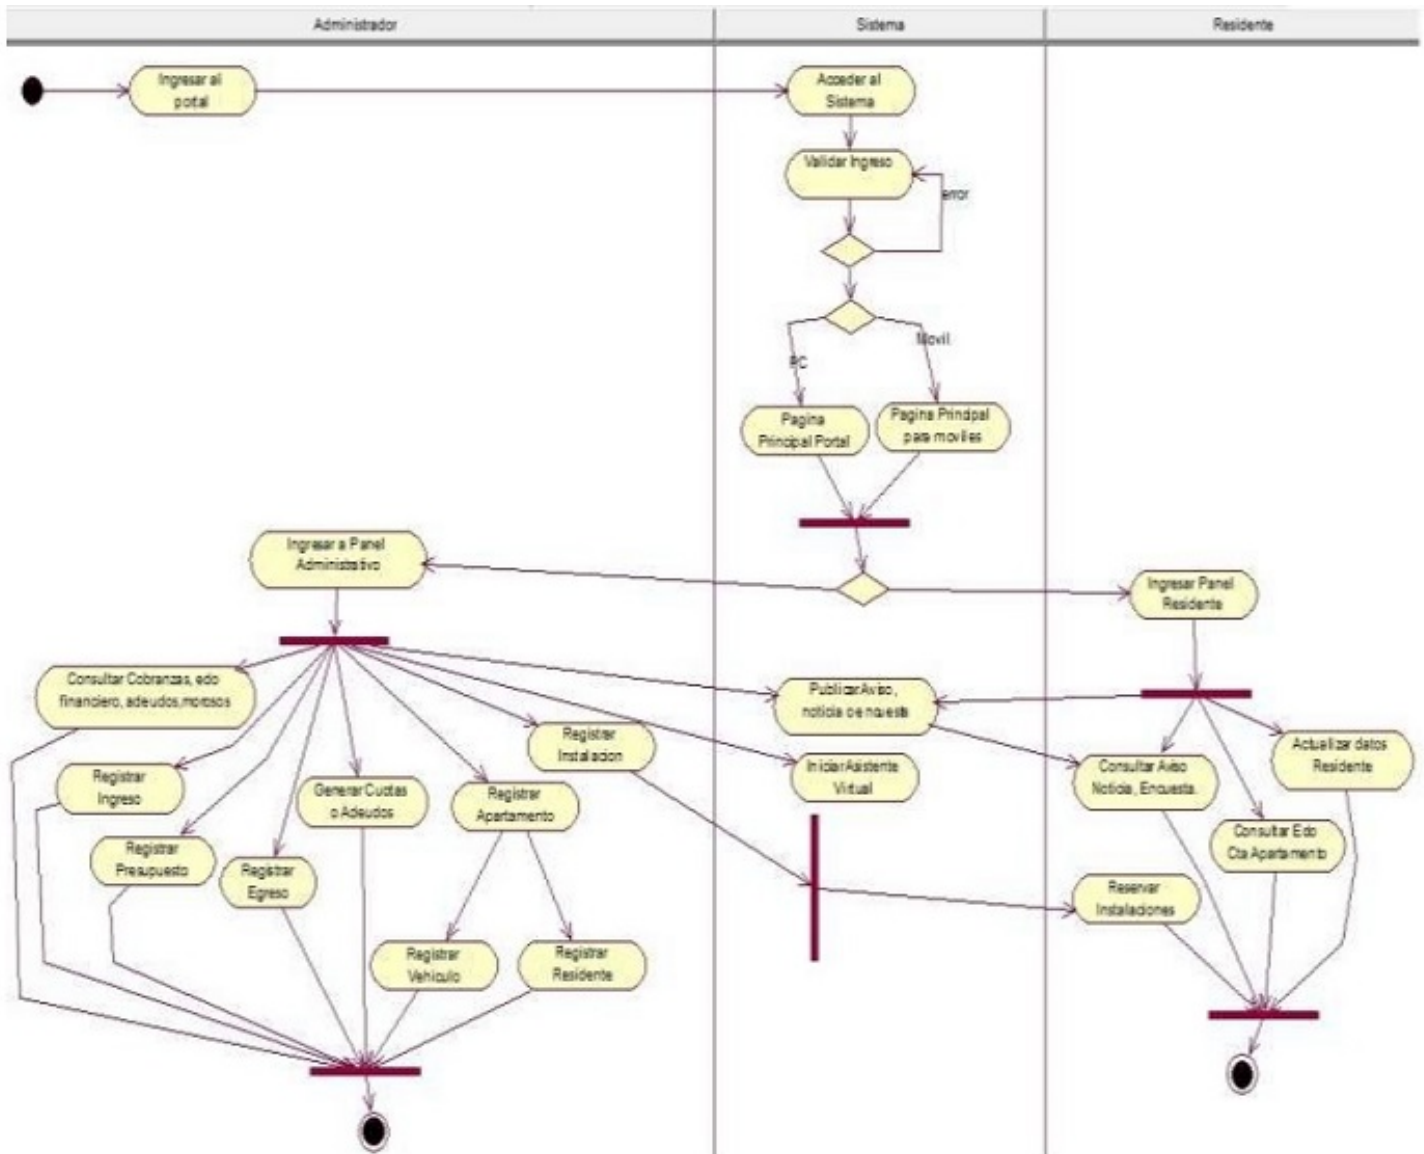 Administrador
Sistema
Residente
Ingresar al
portal
Acceder al
Sistema
Validar Ingreso
error
Movil
PC
Pagina
Principal Portal
Pagina Principal
para moviles
Ingresar a Panel
Administrativo
Ingresar Panel
Residente
Consultar Cobranzas, edo
financiero, adeudos,morosos
Publicar Aviso,
noticia o encuesta
Registrar
Instalacion
Actualizar datos
Residente
Iniciar Asistente
Virtual
Consultar Aviso
Noticia, Encuesta.
Registrar
Ingreso
Generar Cuotas
o Adeudos
Registrar
Apartamento
Consultar Edo
Cta Apartamento
Registrar
Presupuesto
Registrar
Egreso
Reservar
Instalaciones
Registrar
Vehiculo
Registrar
Residente